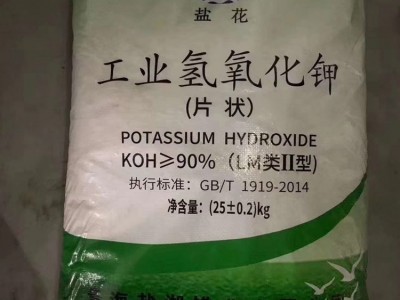 盐花
工业氢氧化钾
(片状)
POTASSIUM HYDROXIDE
KOH≥90% (LM类II型)
执行标准: GB/T 1919-2014
净含量: (25±0.2)kg